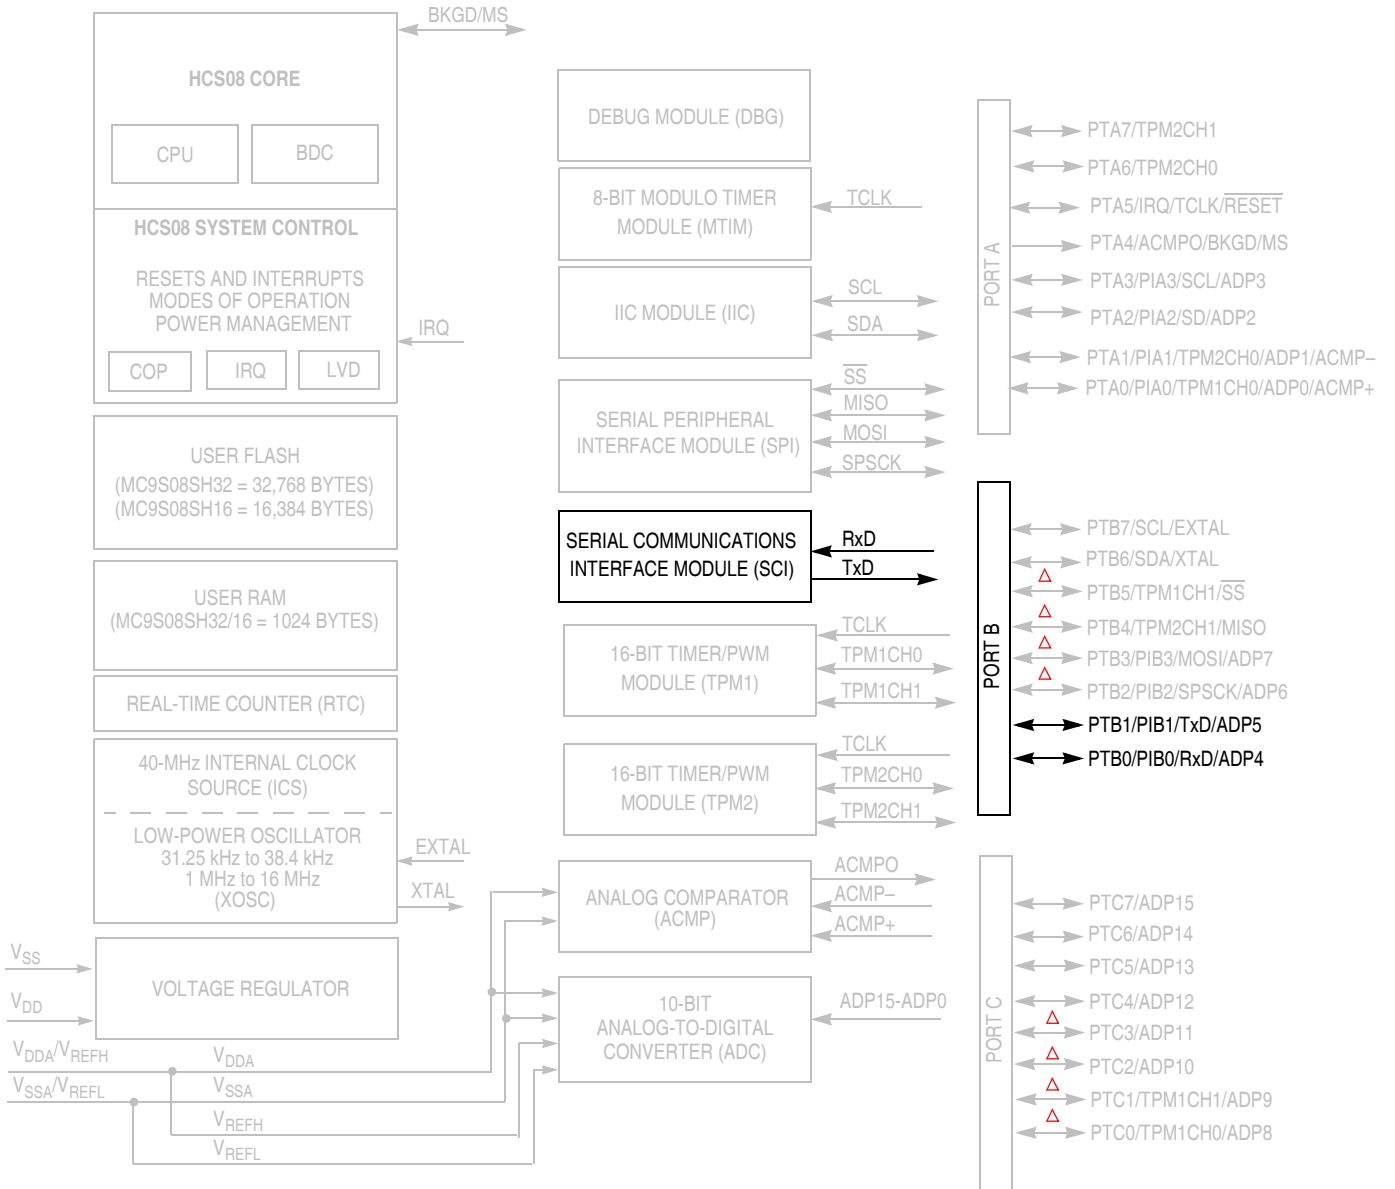 BKGD/MS
HCS08 CORE
CPU
BDC
HCS08 SYSTEM CONTROL
RESETS AND INTERRUPTS
MODES OF OPERATION
POWER MANAGEMENT
IRQ
COP
IRQ
LVD
USER FLASH
(MC9S08SH32 = 32,768 BYTES)
(MC9S08SH16 = 16,384 BYTES)
USER RAM
(MC9S08SH32/16 = 1024 BYTES)
REAL-TIME COUNTER (RTC)
40-MHz INTERNAL CLOCK
SOURCE (ICS)
LOW-POWER OSCILLATOR
31.25 kHz to 38.4 kHz
1 MHz to 16 MHz
(XOSC)
EXTAL
XTAL
VSS
VDD
VOLTAGE REGULATOR
VDDA/VREFH
VSSA/VREFL
VDDA
VSSA
VREFH
VREFL
DEBUG MODULE (DBG)
8-BIT MODULO TIMER
MODULE (MTIM)
TCLK
IIC MODULE (IIC)
SCL
SDA
SERIAL PERIPHERAL
INTERFACE MODULE (SPI)
SS
MISO
MOSI
SPSCK
SERIAL COMMUNICATIONS
INTERFACE MODULE (SCI)
RxD
TxD
16-BIT TIMER/PWM
MODULE (TPM1)
TCLK
TPM1CH0
TPM1CH1
16-BIT TIMER/PWM
MODULE (TPM2)
TCLK
TPM2CH0
TPM2CH1
ANALOG COMPARATOR
(ACMP)
ACMPO
ACMP–
ACMP+
10-BIT
ANALOG-TO-DIGITAL
CONVERTER (ADC)
ADP15-ADP0
PORT A
PTA7/TPM2CH1
PTA6/TPM2CH0
PTA5/IRQ/TCLK/RESET
PTA4/ACMPO/BKGD/MS
PTA3/PIA3/SCL/ADP3
PTA2/PIA2/SD/ADP2
PTA1/PIA1/TPM2CH0/ADP1/ACMP–
PTA0/PIA0/TPM1CH0/ADP0/ACMP+
PORT B
PTB7/SCL/EXTAL
PTB6/SDA/XTAL
PTB5/TPM1CH1/SS
PTB4/TPM2CH1/MISO
PTB3/PIB3/MOSI/ADP7
PTB2/PIB2/SPSCK/ADP6
PTB1/PIB1/TxD/ADP5
PTB0/PIB0/RxD/ADP4
PORT C
PTC7/ADP15
PTC6/ADP14
PTC5/ADP13
PTC4/ADP12
PTC3/ADP11
PTC2/ADP10
PTC1/TPM1CH1/ADP9
PTC0/TPM1CH0/ADP8